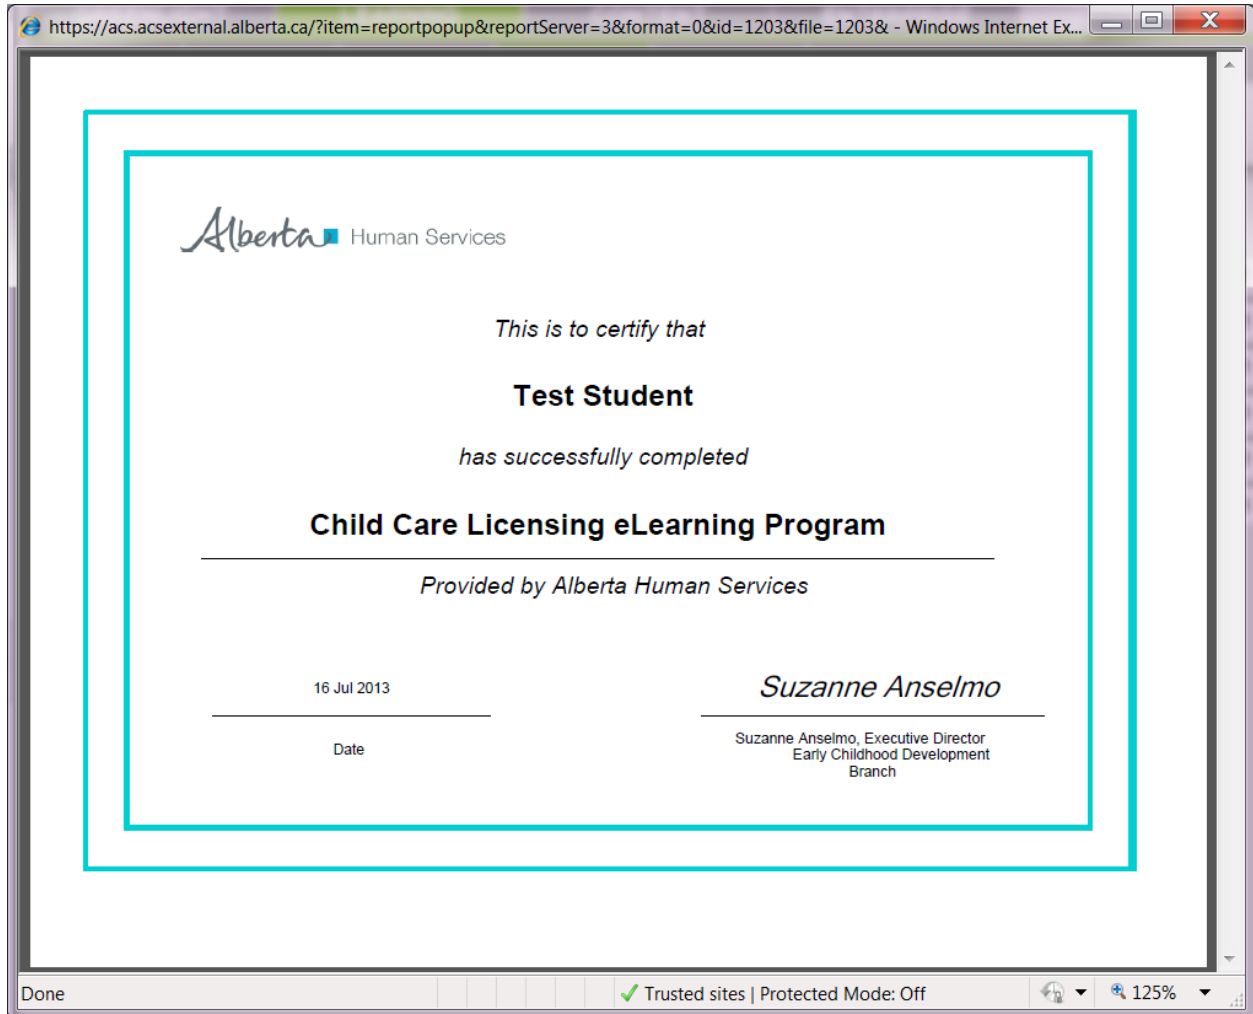 https://acs.acsexternal.alberta.ca/?item=reportpopup&reportServer=3&format=0&id=1203&file=1203& - Windows Internet Ex...
Alberta Human Services
This is to certify that
Test Student
has successfully completed
Child Care Licensing eLearning Program
Provided by Alberta Human Services
16 Jul 2013
Suzanne Anselmo
Date
Suzanne Anselmo, Executive Director
Early Childhood Development
Branch
Done
Trusted sites | Protected Mode: Off
125%